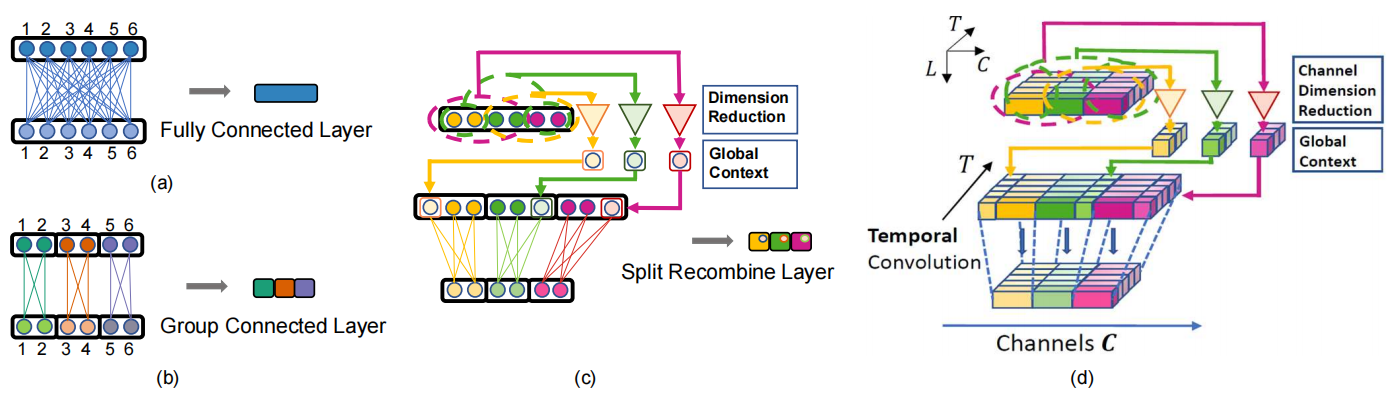 1 2 3 4 5 6
1 2 3 4 5 6
Fully Connected Layer
(a)
1 2 3 4 5 6
1 2 3 4 5 6
Group Connected Layer
(b)
Dimension
Reduction
Global
Context
Split Recombine Layer
(c)
T
C
L
Channel
Dimension
Reduction
Global
Context
T
Temporal
Convolution
Channels C
(d)